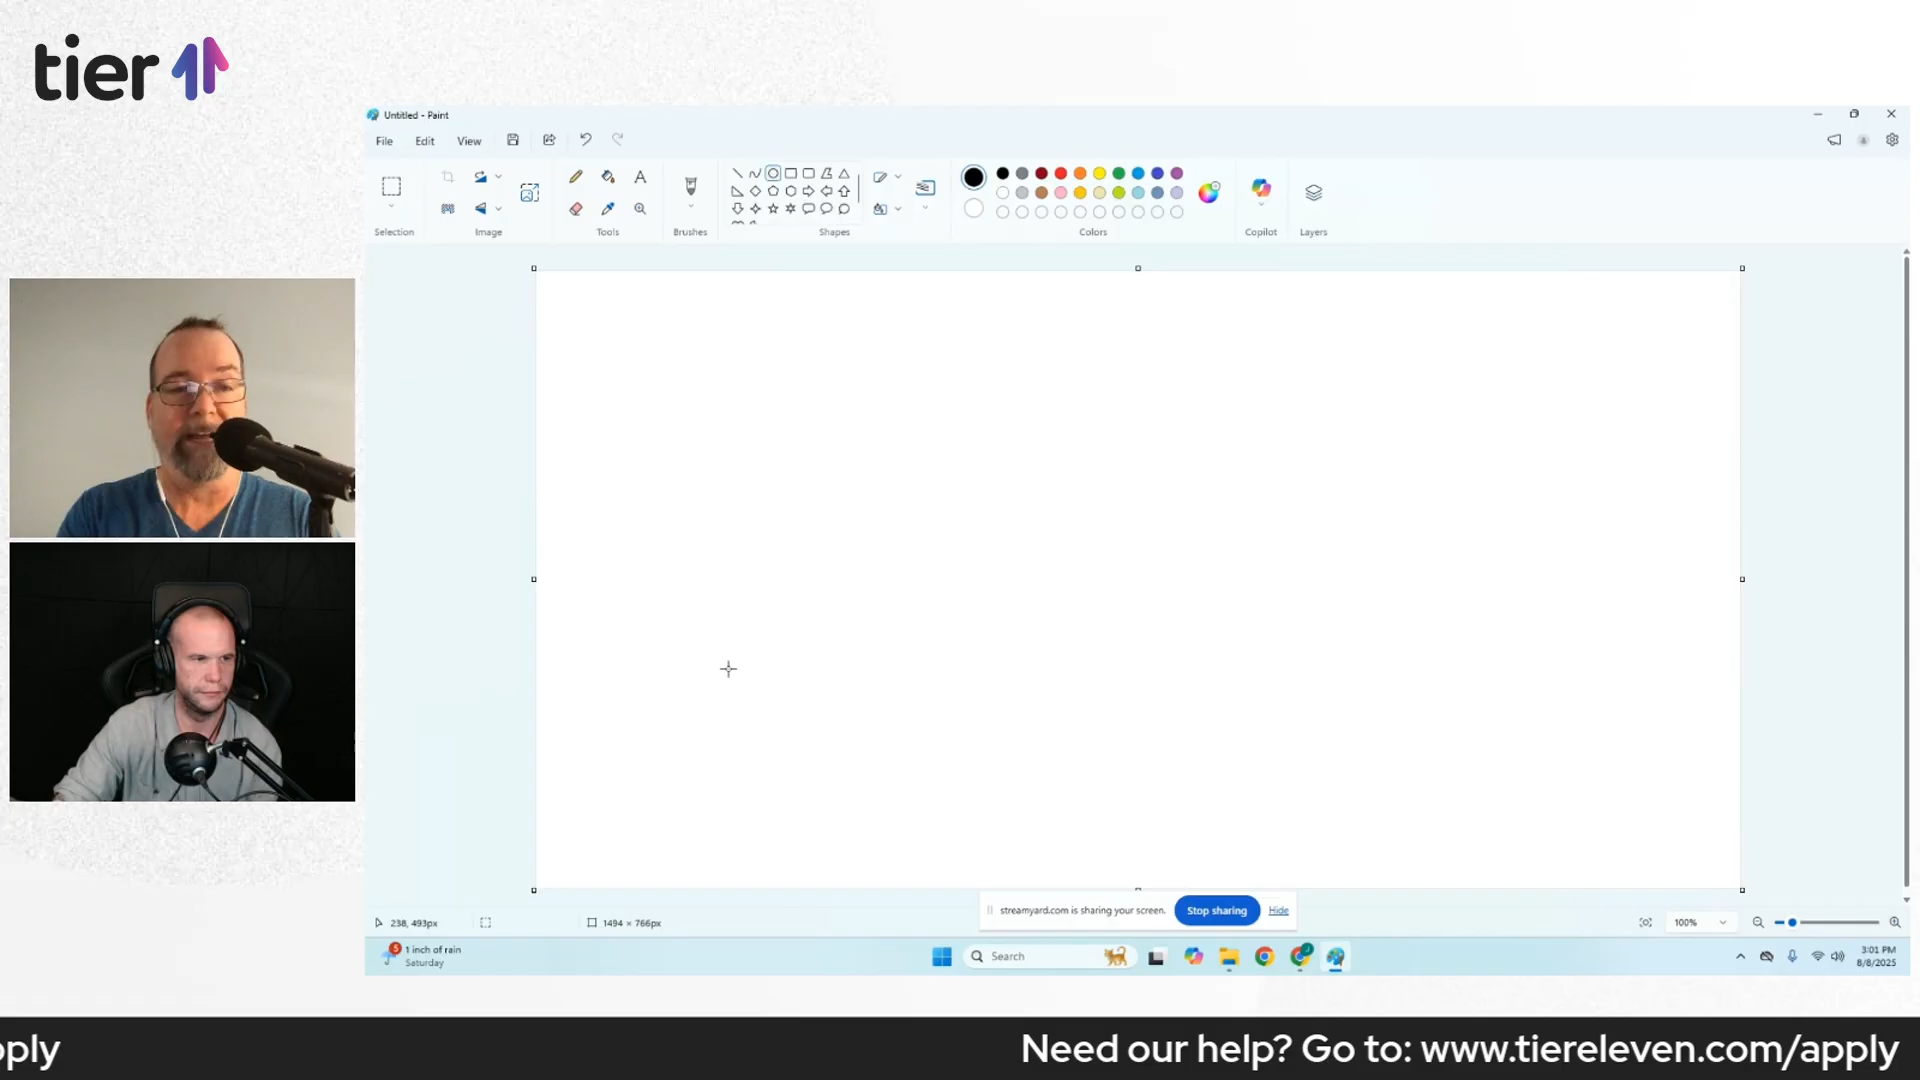 tier
Untitled - Paint
File Edit View
Selection Image Tools Brushes Shapes Colors Copilot Layers
streamyard.com is sharing your screen. Stop sharing Hide
238, 493px 1494 × 766px 100%
5 1 inch of rain
Saturday
Search
3:01 PM
8/8/2025
pply Need our help? Go to: www.tiereleven.com/apply